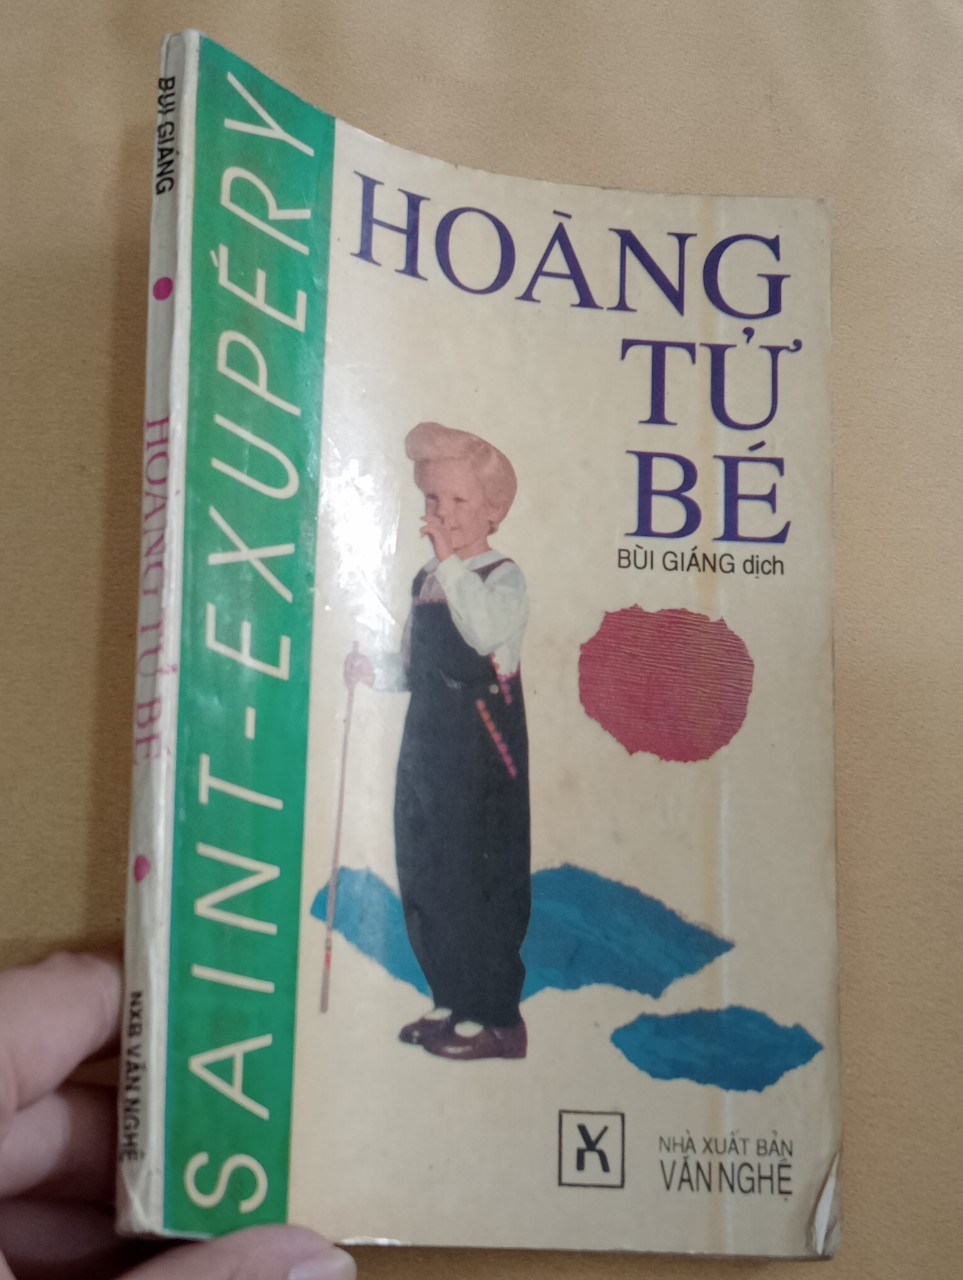 BÙI GIÁNG
HOÀNG TỬ BÉ
NXB VĂN NGHỆ
SAINT-EXUPÉRY
HOÀNG
TỬ
BÉ
BÙI GIÁNG dịch
NHÀ XUẤT BẢN
VĂN NGHỆ